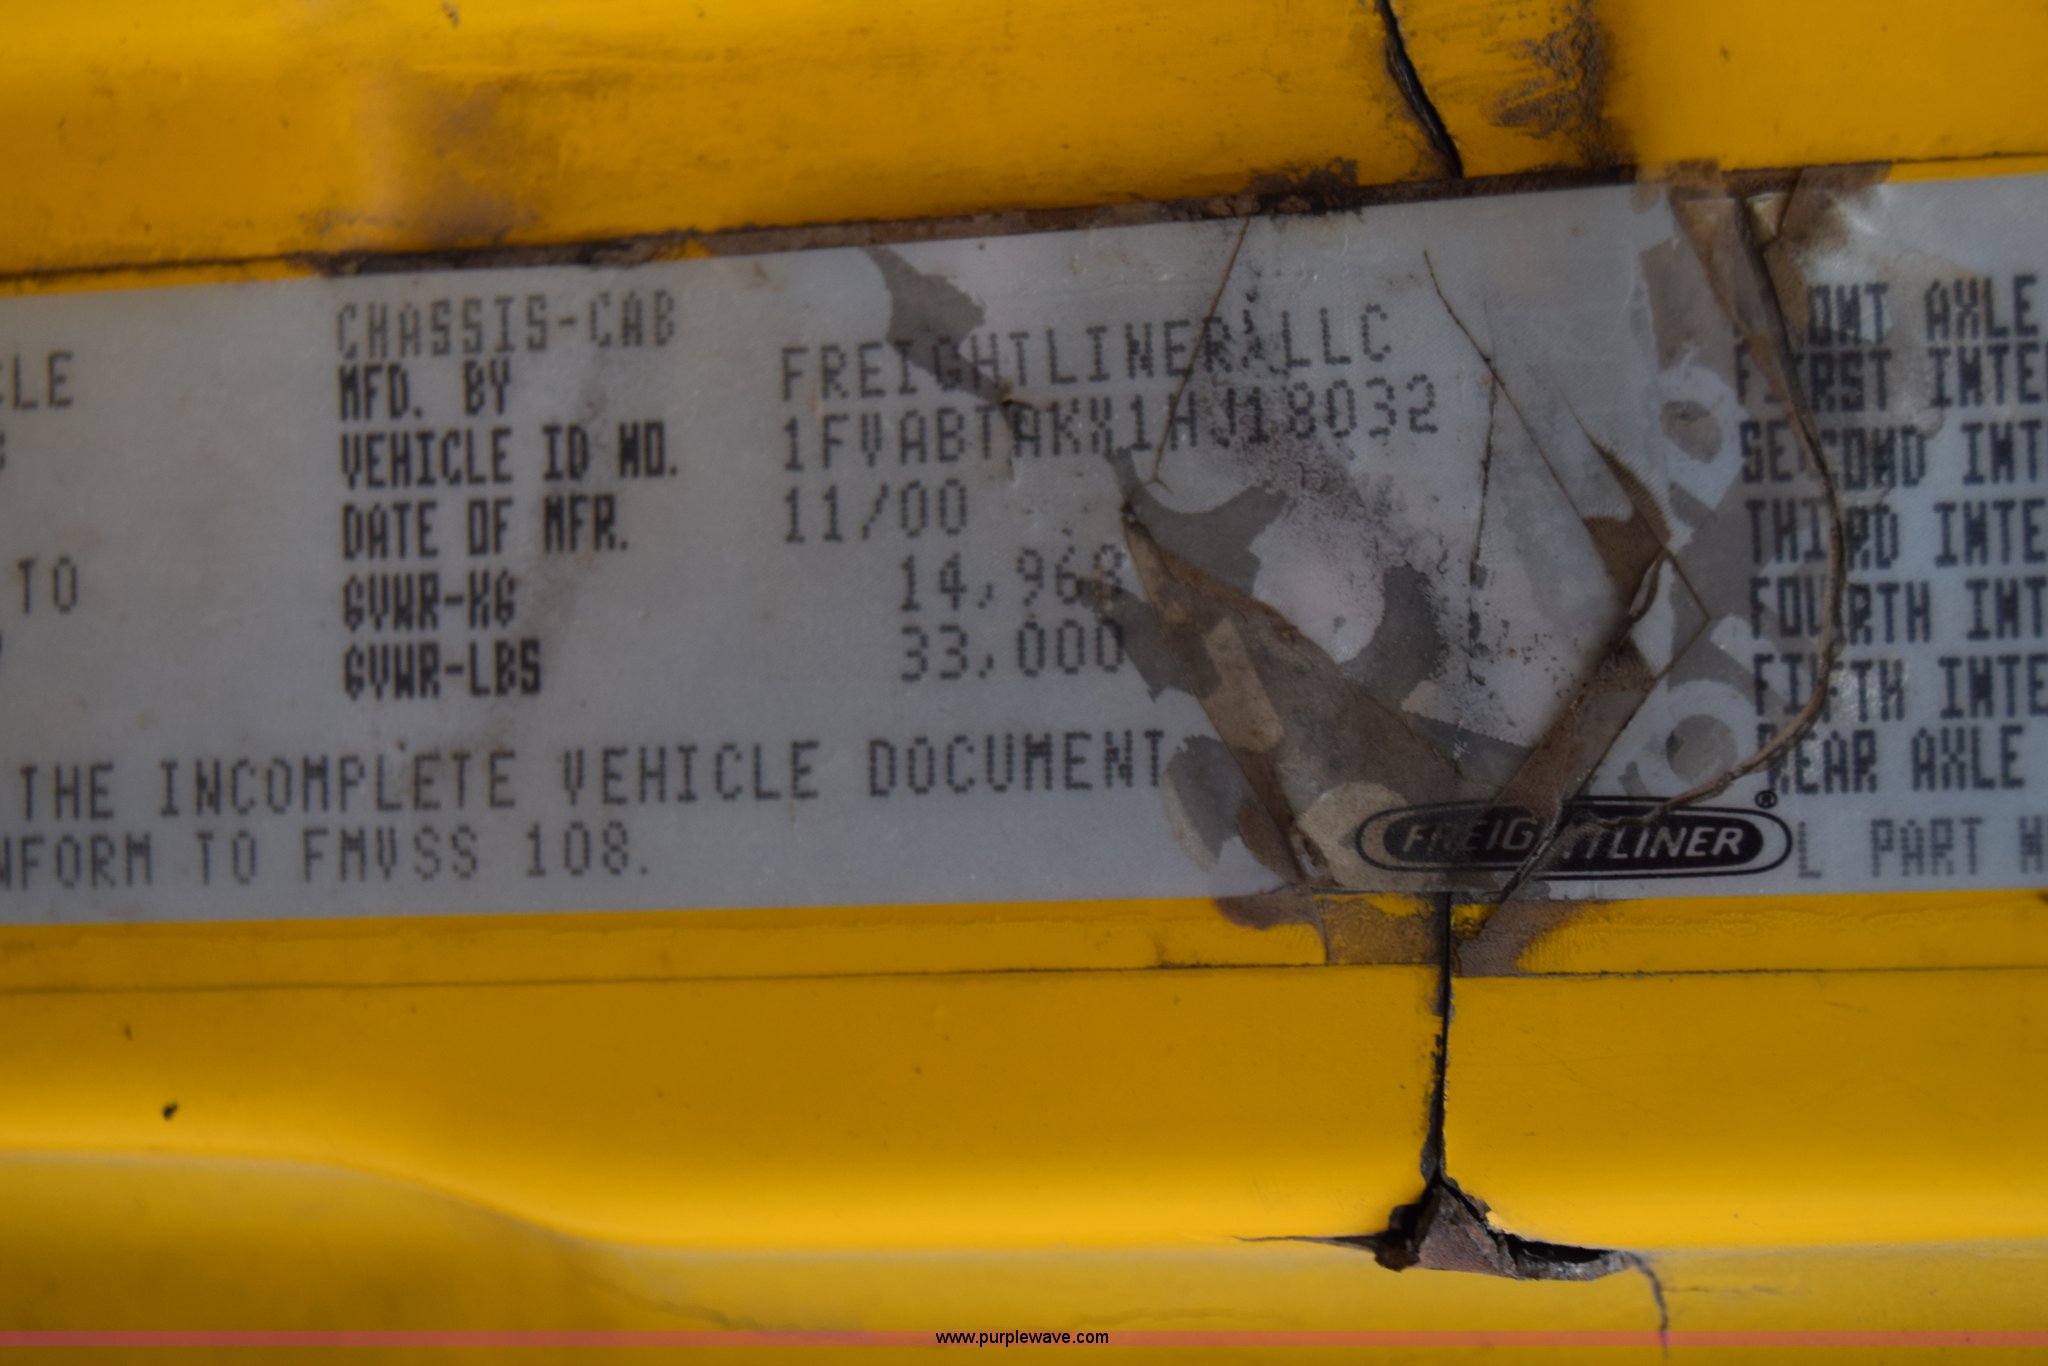 CHASSIS-CAB
MFD. BY FREIGHTLINER LLC
VEHICLE ID NO. 1FVABTAKX1HJ18032
DATE OF MFR. 11/00
GVWR-KG 14,968
GVWR-LBS 33,000
CLE
TO
THE INCOMPLETE VEHICLE DOCUMENT
NFORM TO FMVSS 108.
FRONT AXLE
FIRST INTE
SECOND INT
THIRD INTE
FOURTH INT
FIFTH INTE
REAR AXLE
FREIGHTLINER®
L PART N
www.purplewave.com